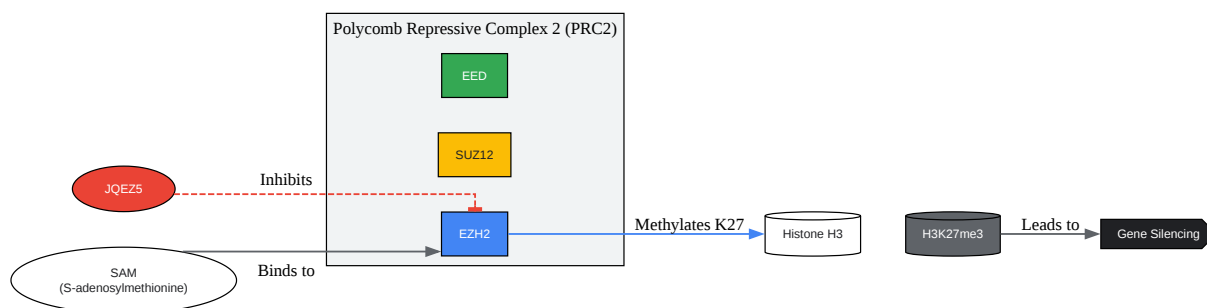 Polycomb Repressive Complex 2 (PRC2)
EED
SUZ12
JQEZ5
Inhibits
EZH2
Methylates K27
Histone H3
H3K27me3
Leads to
Gene Silencing
SAM
(S-adenosylmethionine)
Binds to